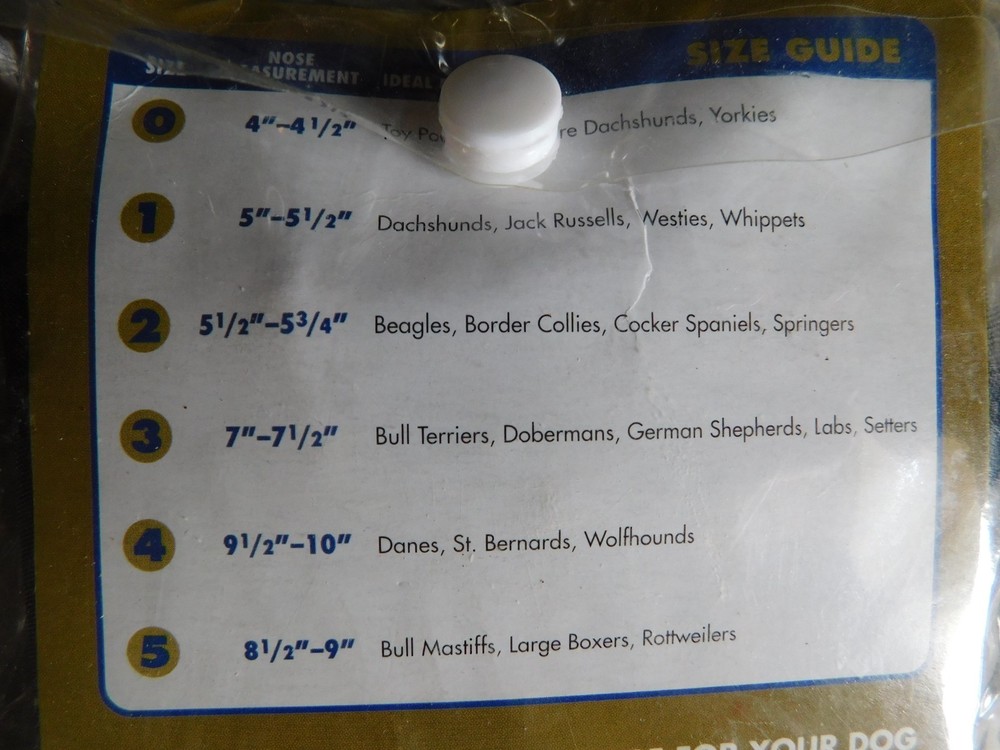 SIZE GUIDE
SIZE NOSE IDEAL
MEASUREMENT
0 4"–4 1/2" Toy Dachshunds, Yorkies
1 5"–5 1/2" Dachshunds, Jack Russells, Westies, Whippets
2 5 1/2"–5 3/4" Beagles, Border Collies, Cocker Spaniels, Springers
3 7"–7 1/2" Bull Terriers, Dobermans, German Shepherds, Labs, Setters
4 9 1/2"–10" Danes, St. Bernards, Wolfhounds
5 8 1/2"–9" Bull Mastiffs, Large Boxers, Rottweilers
FOR YOUR DOG